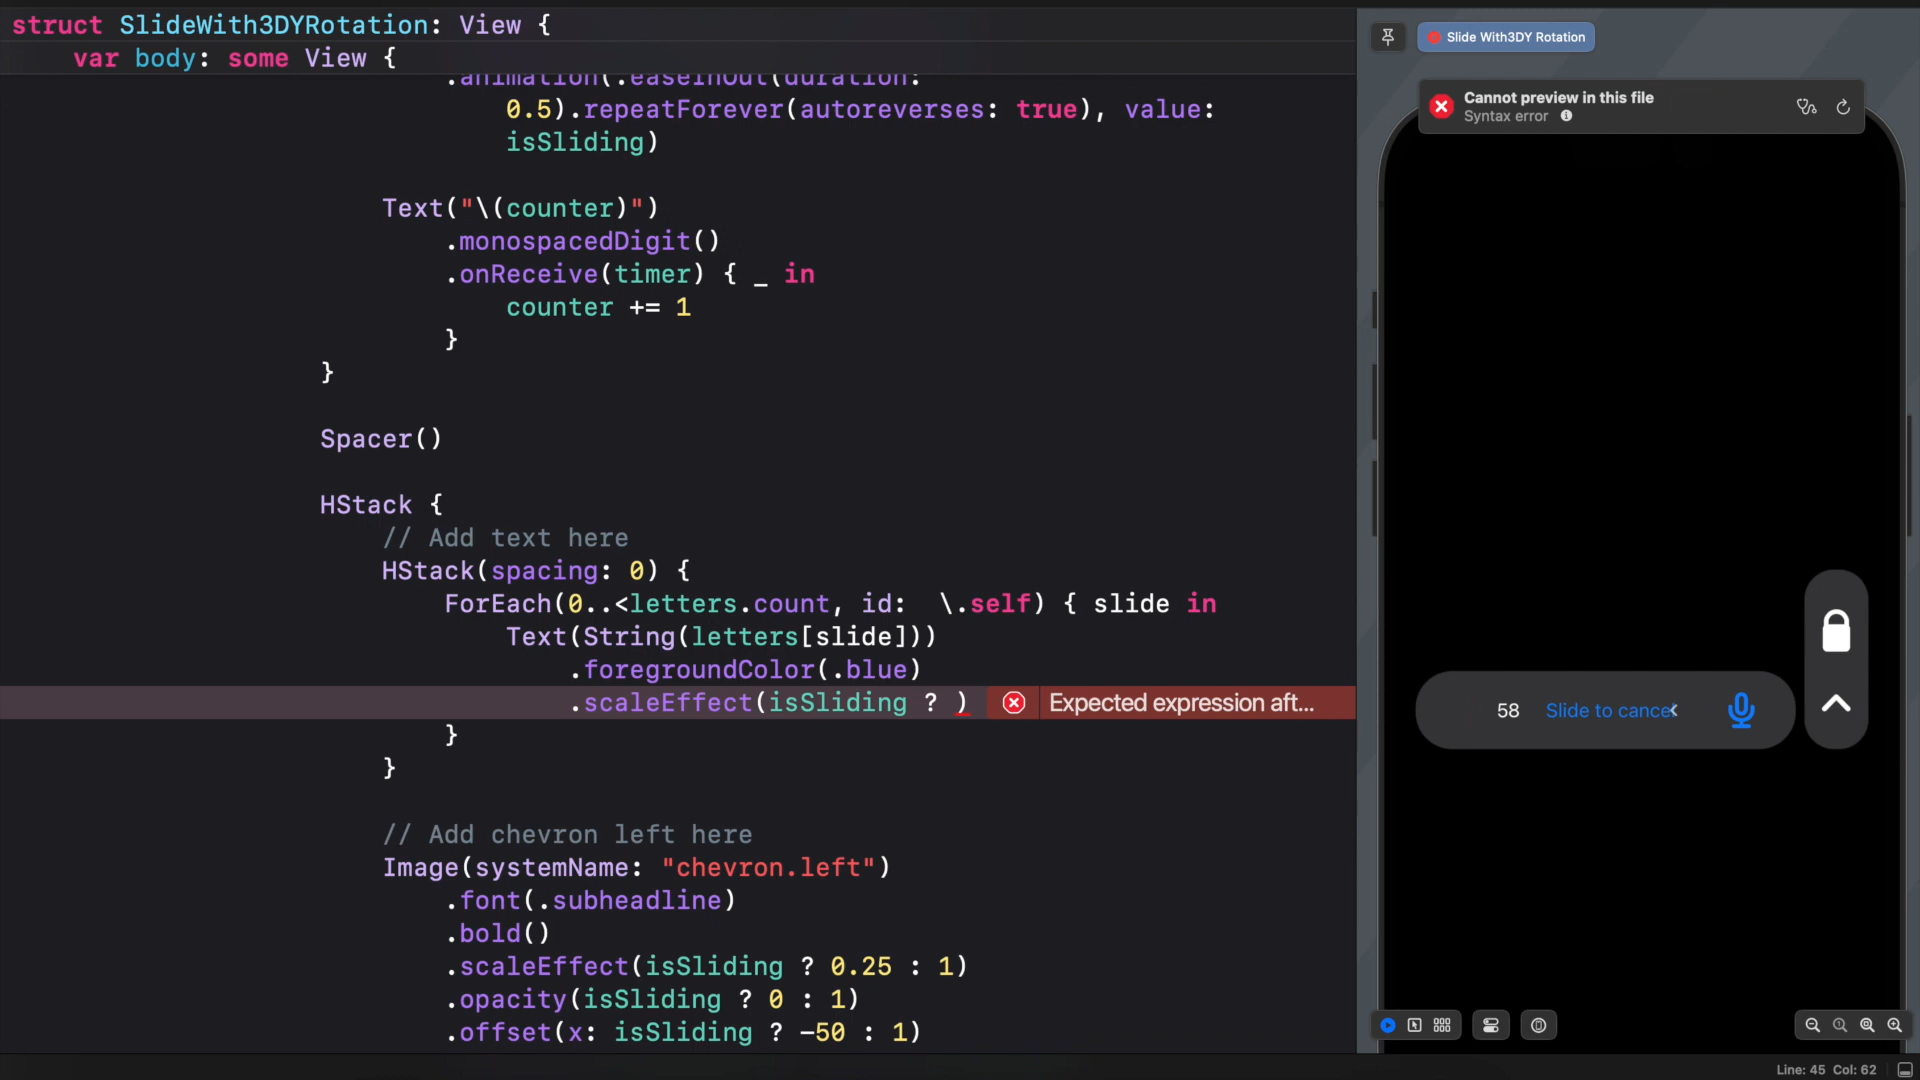 struct SlideWith3DYRotation: View {
var body: some View {
.animation(.easeInOut(duration:
0.5).repeatForever(autoreverses: true), value:
isSliding)
Text("\(counter)")
.monospacedDigit()
.onReceive(timer) { _ in
counter += 1
}
}
Spacer()
HStack {
// Add text here
HStack(spacing: 0) {
ForEach(0..<letters.count, id:  \.self) { slide in
Text(String(letters[slide]))
.foregroundColor(.blue)
.scaleEffect(isSliding ? )
Expected expression aft...
}
}
// Add chevron left here
Image(systemName: "chevron.left")
.font(.subheadline)
.bold()
.scaleEffect(isSliding ? 0.25 : 1)
.opacity(isSliding ? 0 : 1)
.offset(x: isSliding ? -50 : 1)
Slide With3DY Rotation
Cannot preview in this file
Syntax error
58 Slide to cancel
Line: 45 Col: 62